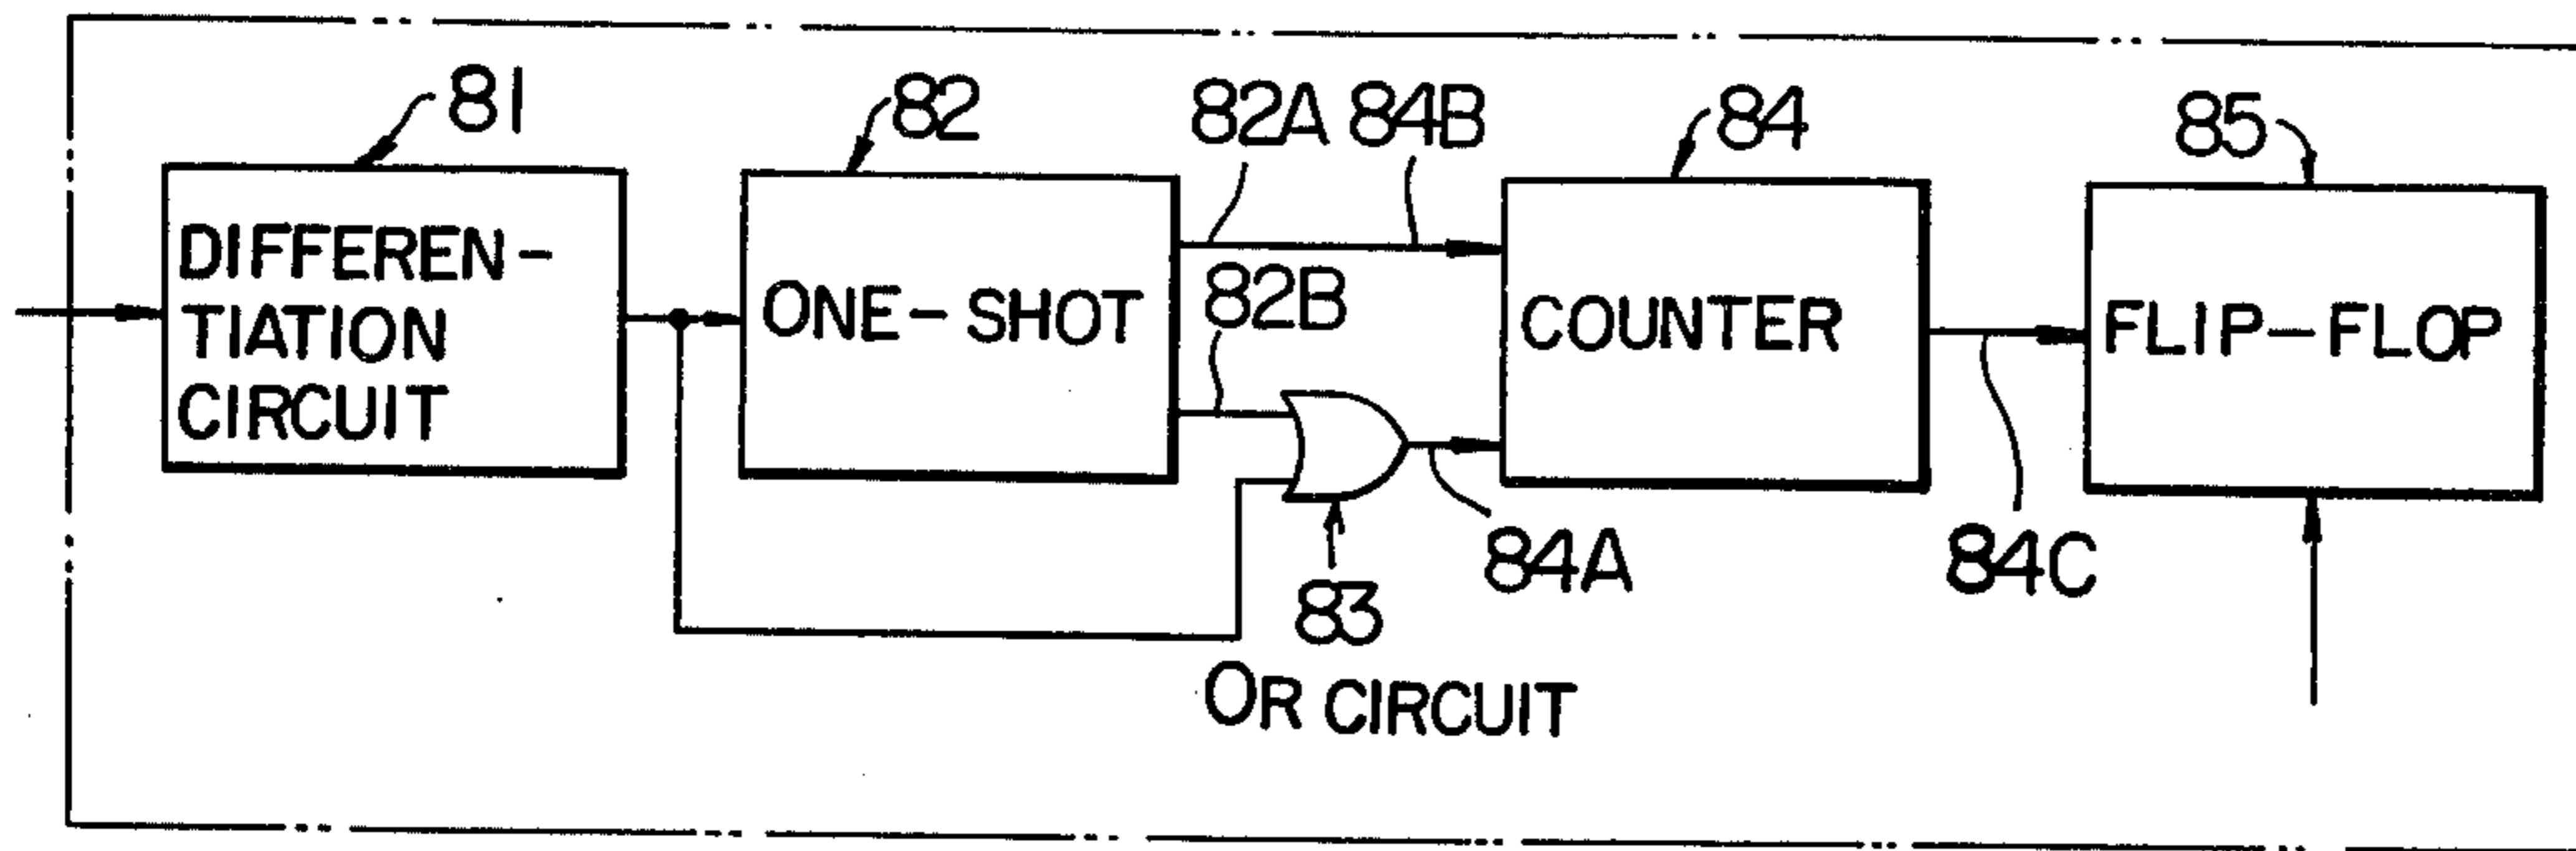 81
82
82A
84B
84
85
DIFFEREN-
TIATION
CIRCUIT
ONE-SHOT
82B
COUNTER
FLIP-FLOP
84A
84C
83
OR CIRCUIT